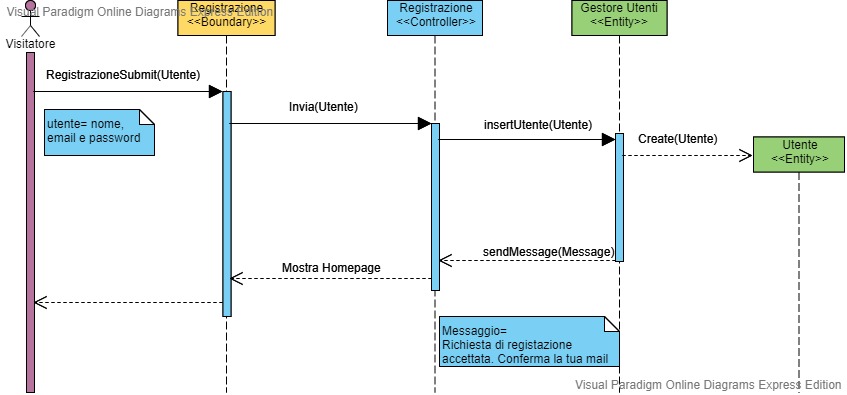 Visual Paradigm Online Diagrams Express Edition
Registrazione
<<Boundary>>
Registrazione
<<Controller>>
Gestore Utenti
<<Entity>>
Visitatore
RegistrazioneSubmit(Utente)
Invia(Utente)
utente= nome,
email e password
insertUtente(Utente)
Create(Utente)
Utente
<<Entity>>
sendMessage(Message)
Mostra Homepage
Messaggio=
Richiesta di registazione
accettata. Conferma la tua mail
Visual Paradigm Online Diagrams Express Edition